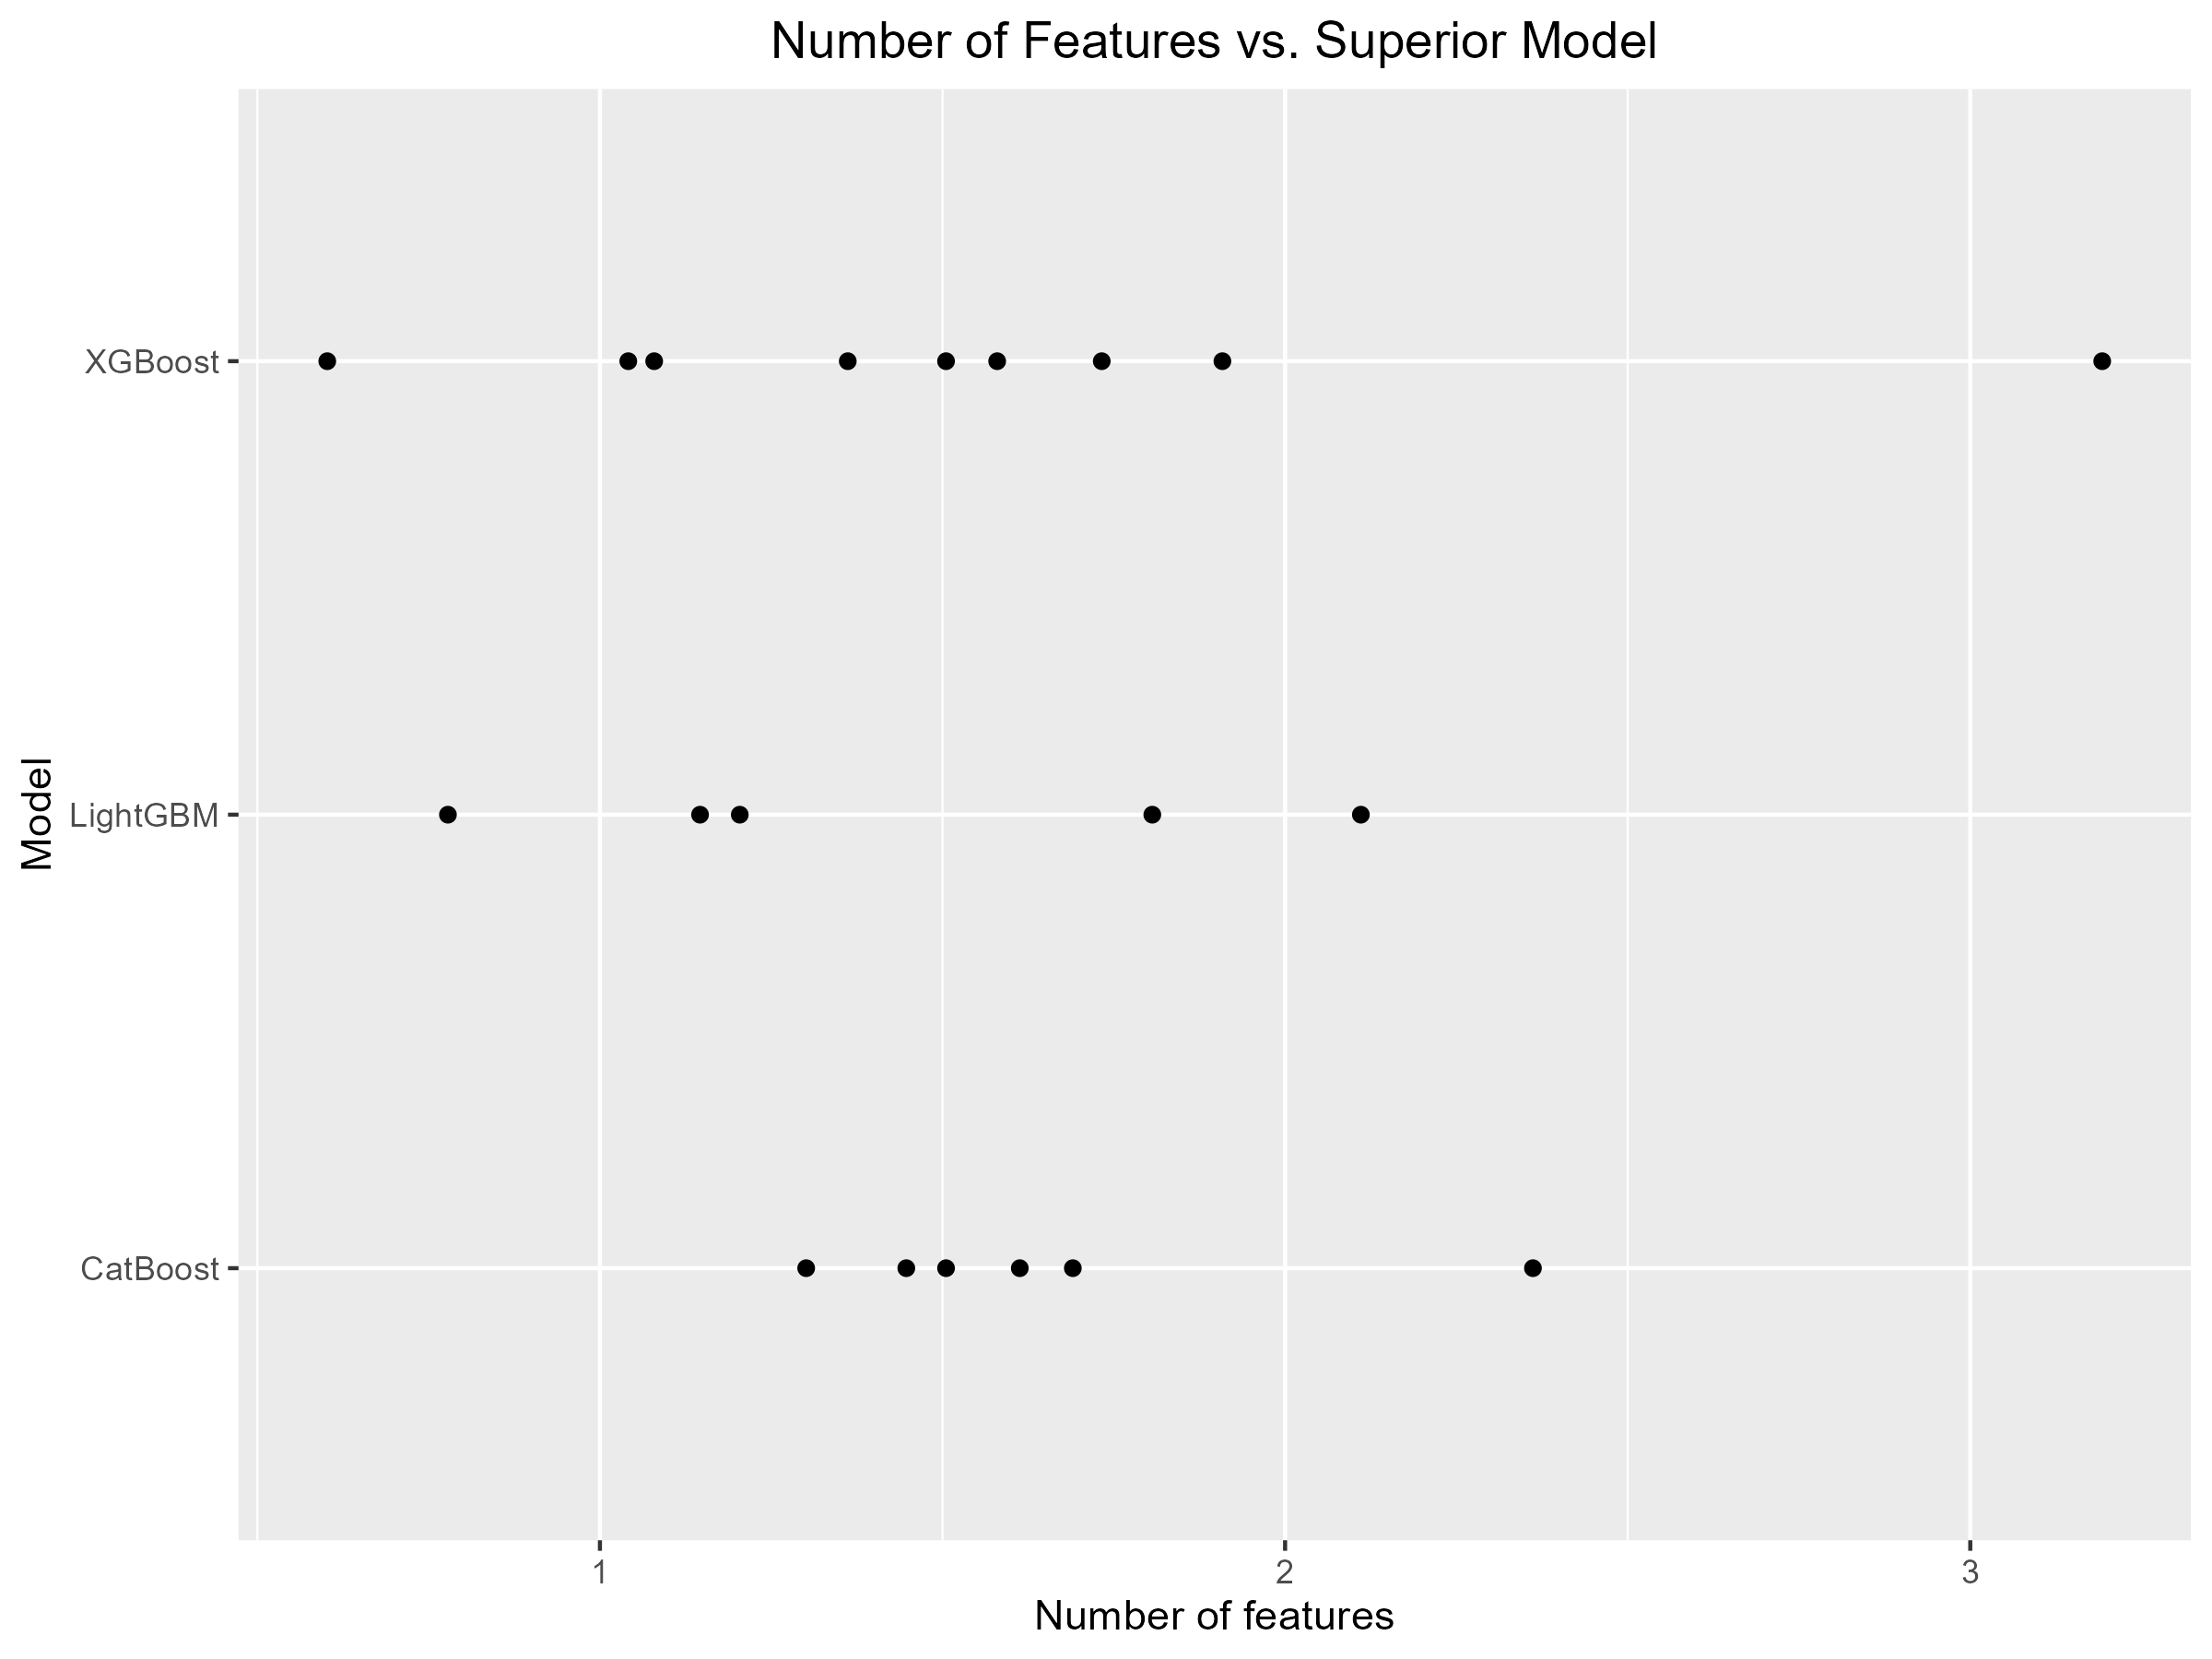 Number of Features vs. Superior Model
Model
XGBoost
LightGBM
CatBoost
1 2 3
Number of features